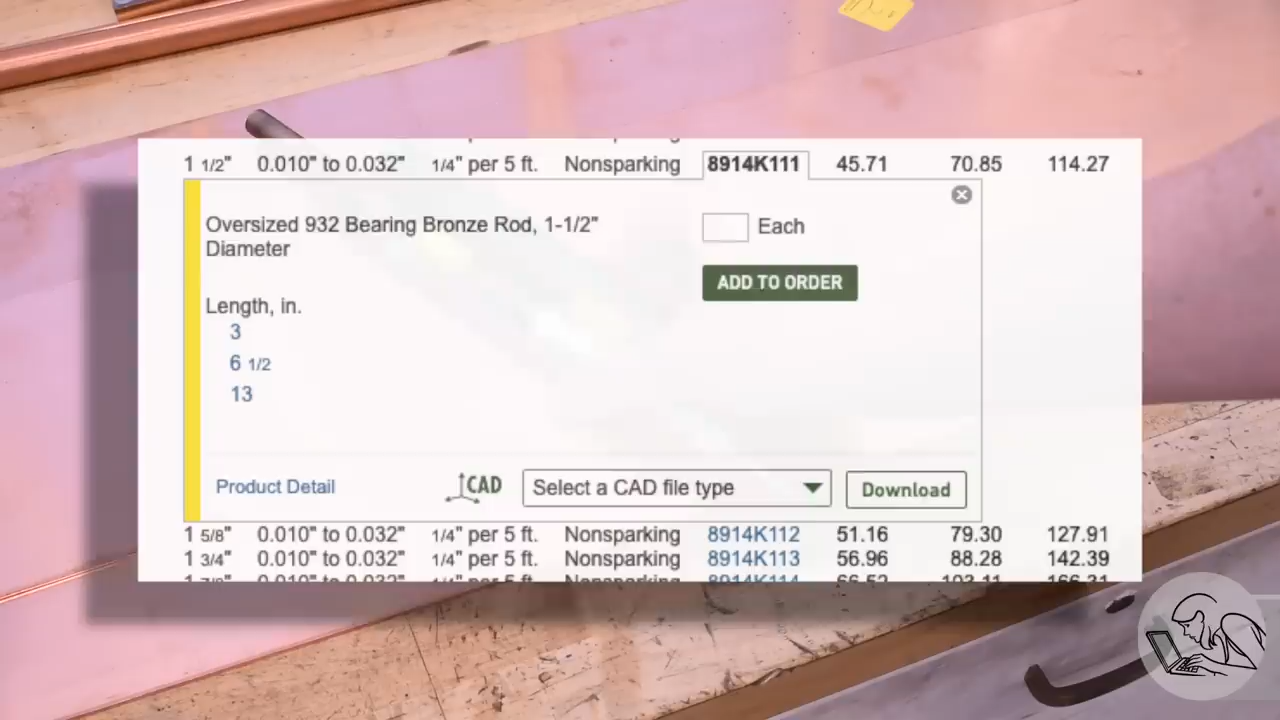 1 1/2" 0.010" to 0.032" 1/4" per 5 ft. Nonsparking 8914K111 45.71 70.85 114.27
Oversized 932 Bearing Bronze Rod, 1-1/2"
Diameter
Each
ADD TO ORDER
Length, in.
3
6 1/2
13
Product Detail CAD Select a CAD file type Download
1 5/8" 0.010" to 0.032" 1/4" per 5 ft. Nonsparking 8914K112 51.16 79.30 127.91
1 3/4" 0.010" to 0.032" 1/4" per 5 ft. Nonsparking 8914K113 56.96 88.28 142.39